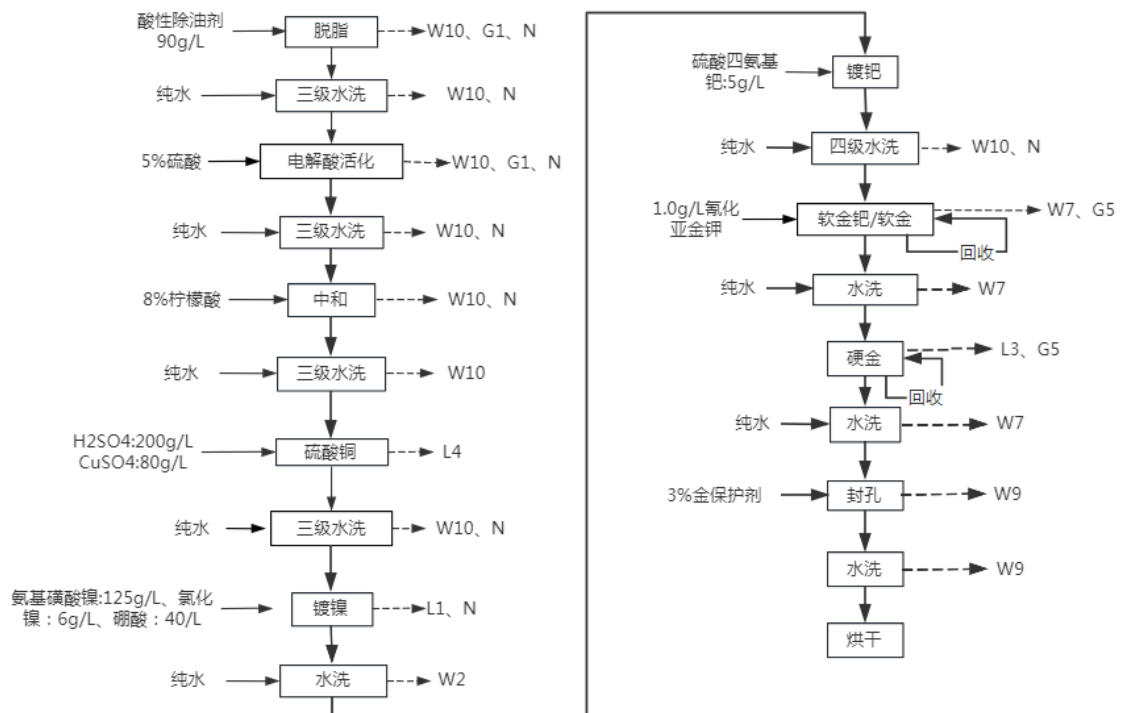 酸性除油剂
90g/L
脱脂
W10、G1、N
纯水
三级水洗
W10、N
5%硫酸
电解酸活化
W10、G1、N
纯水
三级水洗
W10、N
8%柠檬酸
中和
W10、N
纯水
三级水洗
W10
H2SO4:200g/L
CuSO4:80g/L
硫酸铜
L4
纯水
三级水洗
W10、N
氨基磺酸镍:125g/L、氯化
镍：6g/L、硼酸：40/L
镀镍
L1、N
纯水
水洗
W2
硫酸四氨基
钯:5g/L
镀钯
纯水
四级水洗
W10、N
1.0g/L氰化
亚金钾
软金钯/软金
W7、G5
回收
纯水
水洗
W7
硬金
L3、G5
回收
纯水
水洗
W7
3%金保护剂
封孔
W9
水洗
W9
烘干